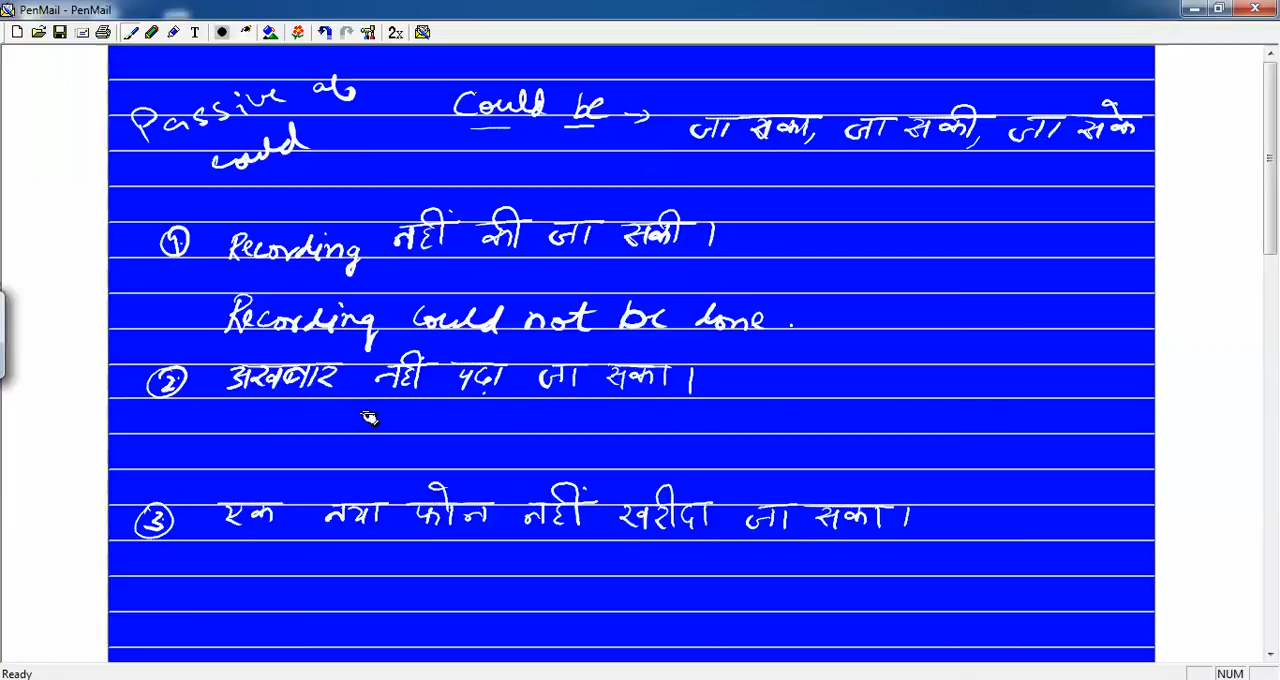 PenMail - PenMail
T 2x
Passive of Could be → जा सका, जा सकी, जा सके
could
① Recording नहीं की जा सकी।
Recording could not be done.
② अखबार नहीं पढ़ा जा सका।
③ एक नया फोन नहीं खरीदा जा सका।
Ready NUM